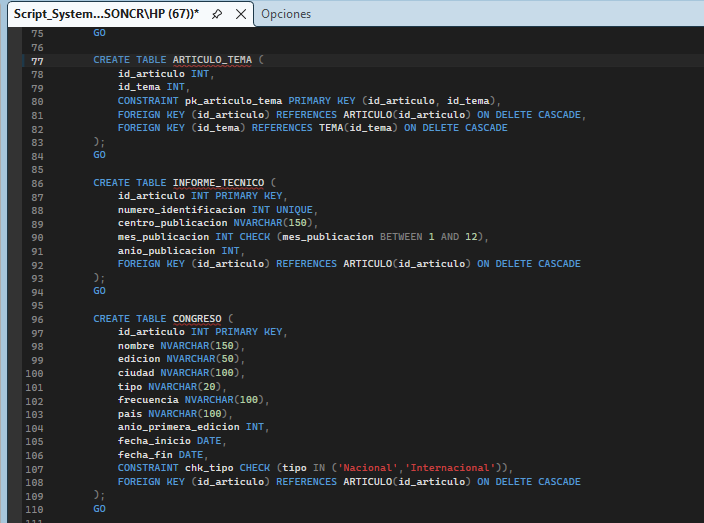 Script_System...SONCR\HP (67))* Opciones
75 GO
76
77 CREATE TABLE ARTICULO_TEMA (
78 id_articulo INT,
79 id_tema INT,
80 CONSTRAINT pk_articulo_tema PRIMARY KEY (id_articulo, id_tema),
81 FOREIGN KEY (id_articulo) REFERENCES ARTICULO(id_articulo) ON DELETE CASCADE,
82 FOREIGN KEY (id_tema) REFERENCES TEMA(id_tema) ON DELETE CASCADE
83 );
84 GO
85
86 CREATE TABLE INFORME_TECNICO (
87 id_articulo INT PRIMARY KEY,
88 numero_identificacion INT UNIQUE,
89 centro_publicacion NVARCHAR(150),
90 mes_publicacion INT CHECK (mes_publicacion BETWEEN 1 AND 12),
91 anio_publicacion INT,
92 FOREIGN KEY (id_articulo) REFERENCES ARTICULO(id_articulo) ON DELETE CASCADE
93 );
94 GO
95
96 CREATE TABLE CONGRESO (
97 id_articulo INT PRIMARY KEY,
98 nombre NVARCHAR(150),
99 edicion NVARCHAR(50),
100 ciudad NVARCHAR(100),
101 tipo NVARCHAR(20),
102 frecuencia NVARCHAR(100),
103 pais NVARCHAR(100),
104 anio_primera_edicion INT,
105 fecha_inicio DATE,
106 fecha_fin DATE,
107 CONSTRAINT chk_tipo CHECK (tipo IN ('Nacional','Internacional')),
108 FOREIGN KEY (id_articulo) REFERENCES ARTICULO(id_articulo) ON DELETE CASCADE
109 );
110 GO